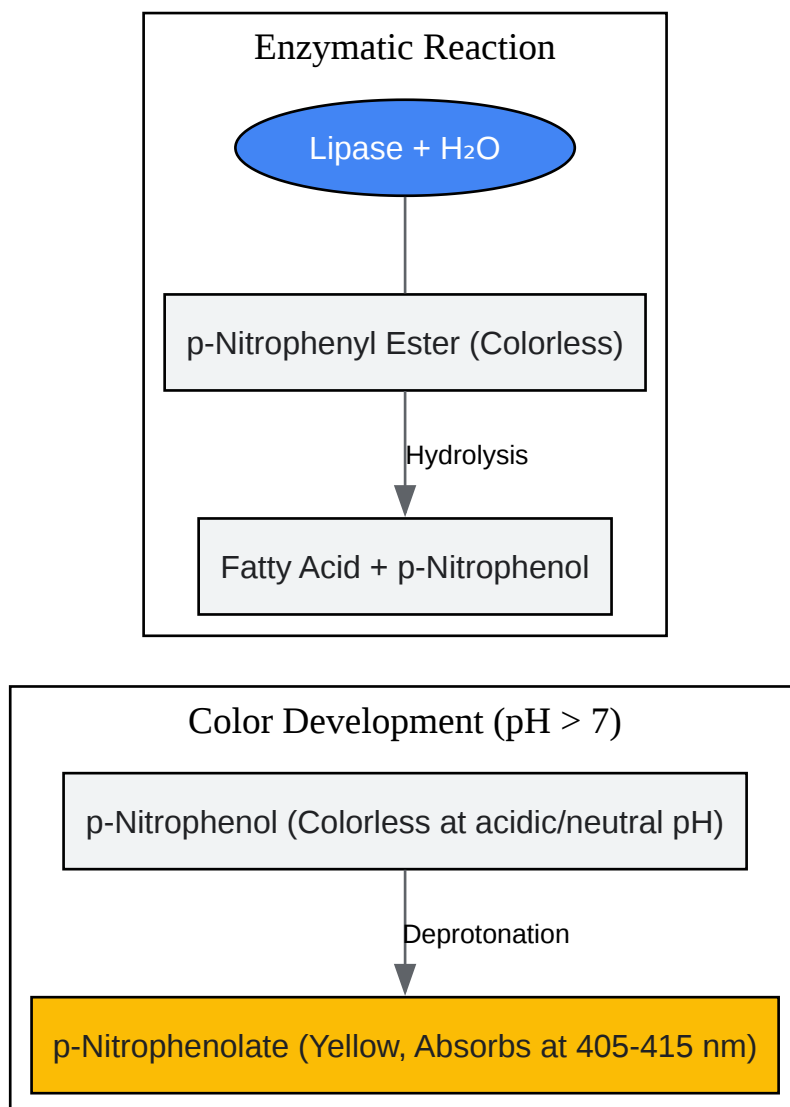 Enzymatic Reaction
Lipase + H₂O
p-Nitrophenyl Ester (Colorless)
Hydrolysis
Fatty Acid + p-Nitrophenol
Color Development (pH > 7)
p-Nitrophenol (Colorless at acidic/neutral pH)
Deprotonation
p-Nitrophenolate (Yellow, Absorbs at 405-415 nm)